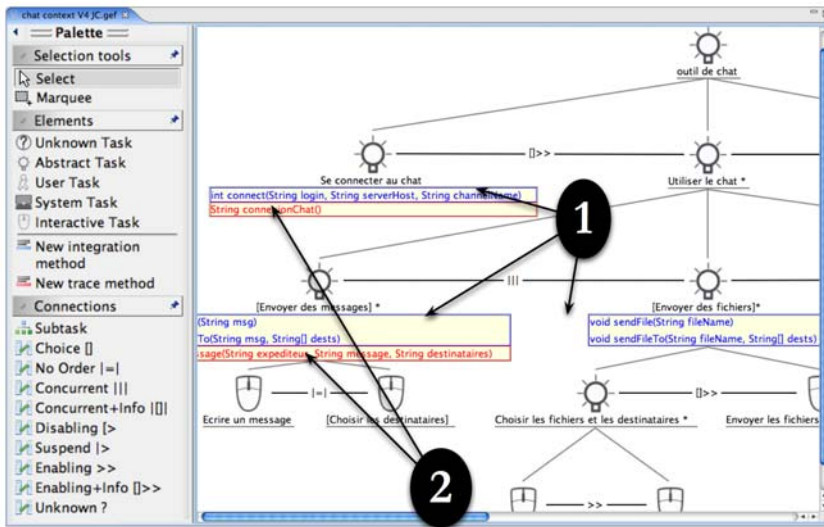 chat context V4 JC.gef
Palette
Selection tools
Select
Marquee
Elements
Unknown Task
Abstract Task
User Task
System Task
Interactive Task
New integration
method
New trace method
Connections
Subtask
Choice []
No Order |=|
Concurrent |||
Concurrent+Info |[]|
Disabling [>
Suspend |>
Enabling >>
Enabling+Info []>>
Unknown ?
outil de chat
[]>>
Se connecter au chat
Utiliser le chat *
int connect(String login, String serverHost, String channelName)
String connexionChat()
1
|||
[Envoyer des messages] *
[Envoyer des fichiers]*
(String msg)
To(String msg, String[] dests)
ssage(String expediteur, String message, String destinataires)
void sendFile(String fileName)
void sendFileTo(String fileName, String[] dests)
|=|
[]>>
Ecrire un message
[Choisir les destinataires]
Choisir les fichiers et les destinataires *
Envoyer les fichiers
2
>>